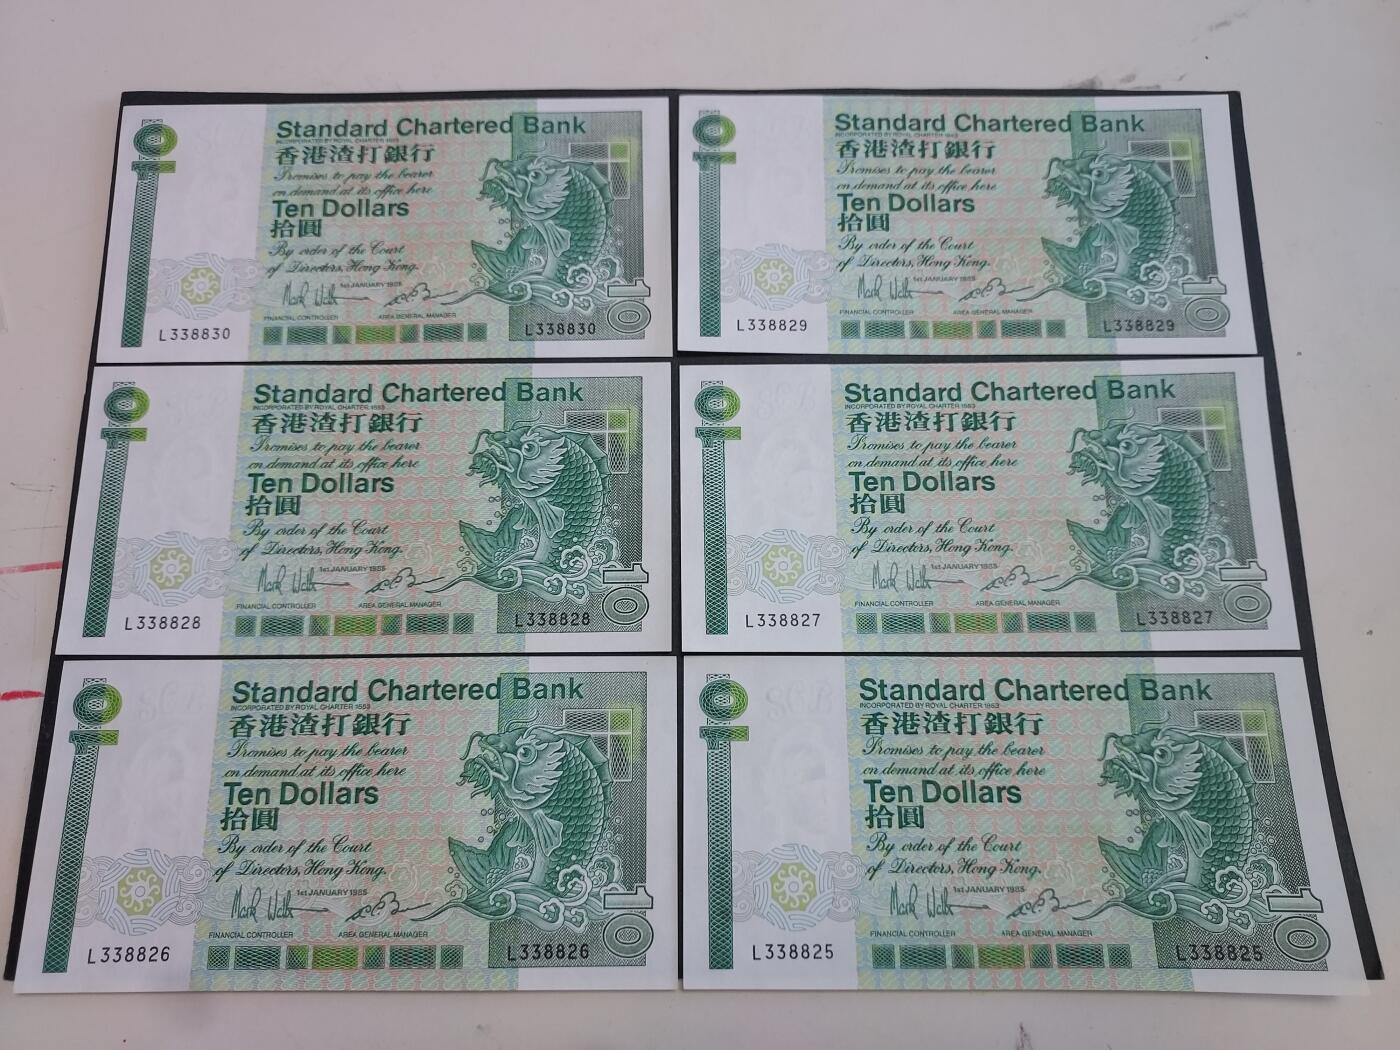 Standard Chartered Bank
INCORPORATED BY ROYAL CHARTER 1853
香港渣打銀行
Promises to pay the bearer
on demand at its office here
Ten Dollars
拾圓
By order of the Court
of Directors, Hong Kong.
1st JANUARY 1985
Mark Walk
FINANCIAL CONTROLLER AREA GENERAL MANAGER
L338830 L338830
10
Standard Chartered Bank
INCORPORATED BY ROYAL CHARTER 1853
香港渣打銀行
Promises to pay the bearer
on demand at its office here
Ten Dollars
拾圓
By order of the Court
of Directors, Hong Kong.
1st JANUARY 1985
FINANCIAL CONTROLLER AREA GENERAL MANAGER
L338829 L338829
10
Standard Chartered Bank
INCORPORATED BY ROYAL CHARTER 1853
香港渣打銀行
Promises to pay the bearer
on demand at its office here
Ten Dollars
拾圓
By order of the Court
of Directors, Hong Kong.
1st JANUARY 1985
FINANCIAL CONTROLLER AREA GENERAL MANAGER
L338828 L338828
10
Standard Chartered Bank
INCORPORATED BY ROYAL CHARTER 1853
香港渣打銀行
Promises to pay the bearer
on demand at its office here
Ten Dollars
拾圓
By order of the Court
of Directors, Hong Kong.
1st JANUARY 1985
FINANCIAL CONTROLLER AREA GENERAL MANAGER
L338827 L338827
10
Standard Chartered Bank
INCORPORATED BY ROYAL CHARTER 1853
香港渣打銀行
Promises to pay the bearer
on demand at its office here
Ten Dollars
拾圓
By order of the Court
of Directors, Hong Kong.
1st JANUARY 1985
FINANCIAL CONTROLLER AREA GENERAL MANAGER
L338826 L338826
10
Standard Chartered Bank
INCORPORATED BY ROYAL CHARTER 1853
香港渣打銀行
Promises to pay the bearer
on demand at its office here
Ten Dollars
拾圓
By order of the Court
of Directors, Hong Kong.
1st JANUARY 1985
FINANCIAL CONTROLLER AREA GENERAL MANAGER
L338825 L338825
10